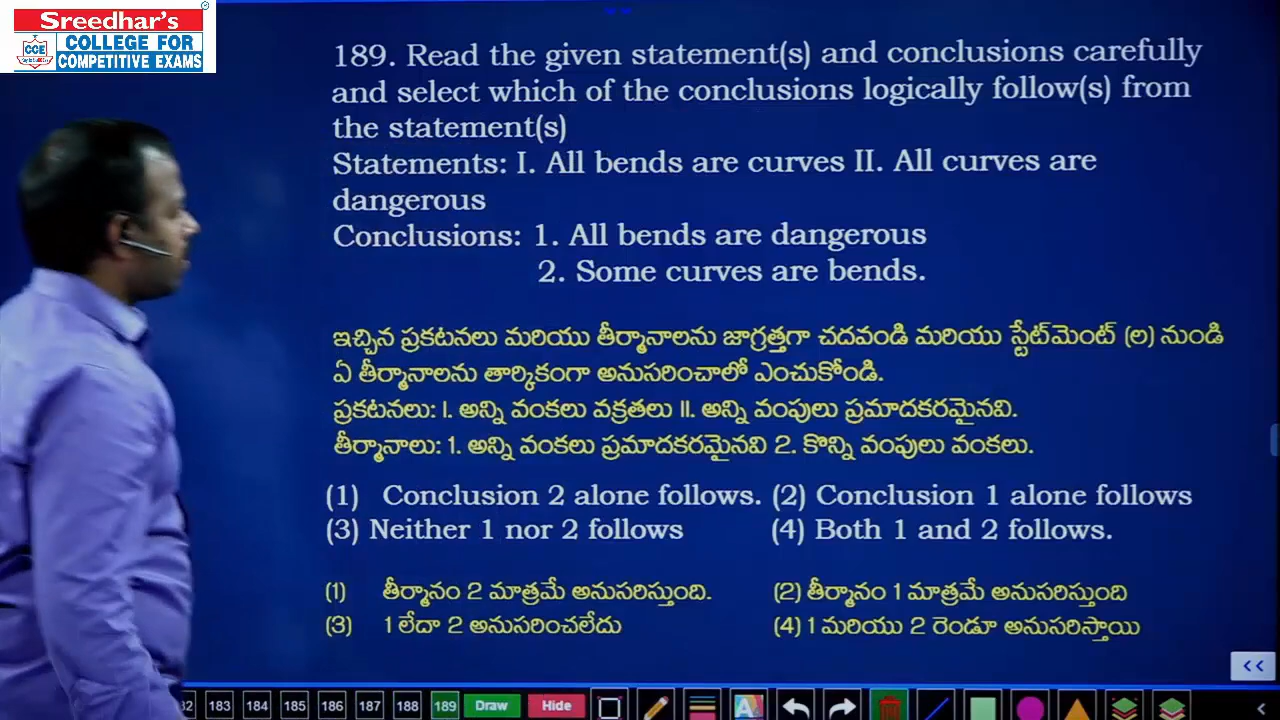 Sreedhar's
CCE
COLLEGE FOR
COMPETITIVE EXAMS
189. Read the given statement(s) and conclusions carefully
and select which of the conclusions logically follow(s) from
the statement(s)
Statements: I. All bends are curves II. All curves are
dangerous
Conclusions: 1. All bends are dangerous
2. Some curves are bends.
ఇచ్చిన ప్రకటనలు మరియు తీర్మానాలను జాగ్రత్తగా చదవండి మరియు స్టేట్‌మెంట్ (ల) నుండి
ఏ తీర్మానాలను తార్కికంగా అనుసరించాలో ఎంచుకోండి.
ప్రకటనలు: I. అన్ని వంకలు వక్రతలు II. అన్ని వంపులు ప్రమాదకరమైనవి.
తీర్మానాలు: 1. అన్ని వంకలు ప్రమాదకరమైనవి 2. కొన్ని వంపులు వంకలు.
(1) Conclusion 2 alone follows. (2) Conclusion 1 alone follows
(3) Neither 1 nor 2 follows (4) Both 1 and 2 follows.
(1) తీర్మానం 2 మాత్రమే అనుసరిస్తుంది. (2) తీర్మానం 1 మాత్రమే అనుసరిస్తుంది
(3) 1 లేదా 2 అనుసరించలేదు (4) 1 మరియు 2 రెండూ అనుసరిస్తాయి
<<
183 184 185 186 187 188 189 Draw Hide A <